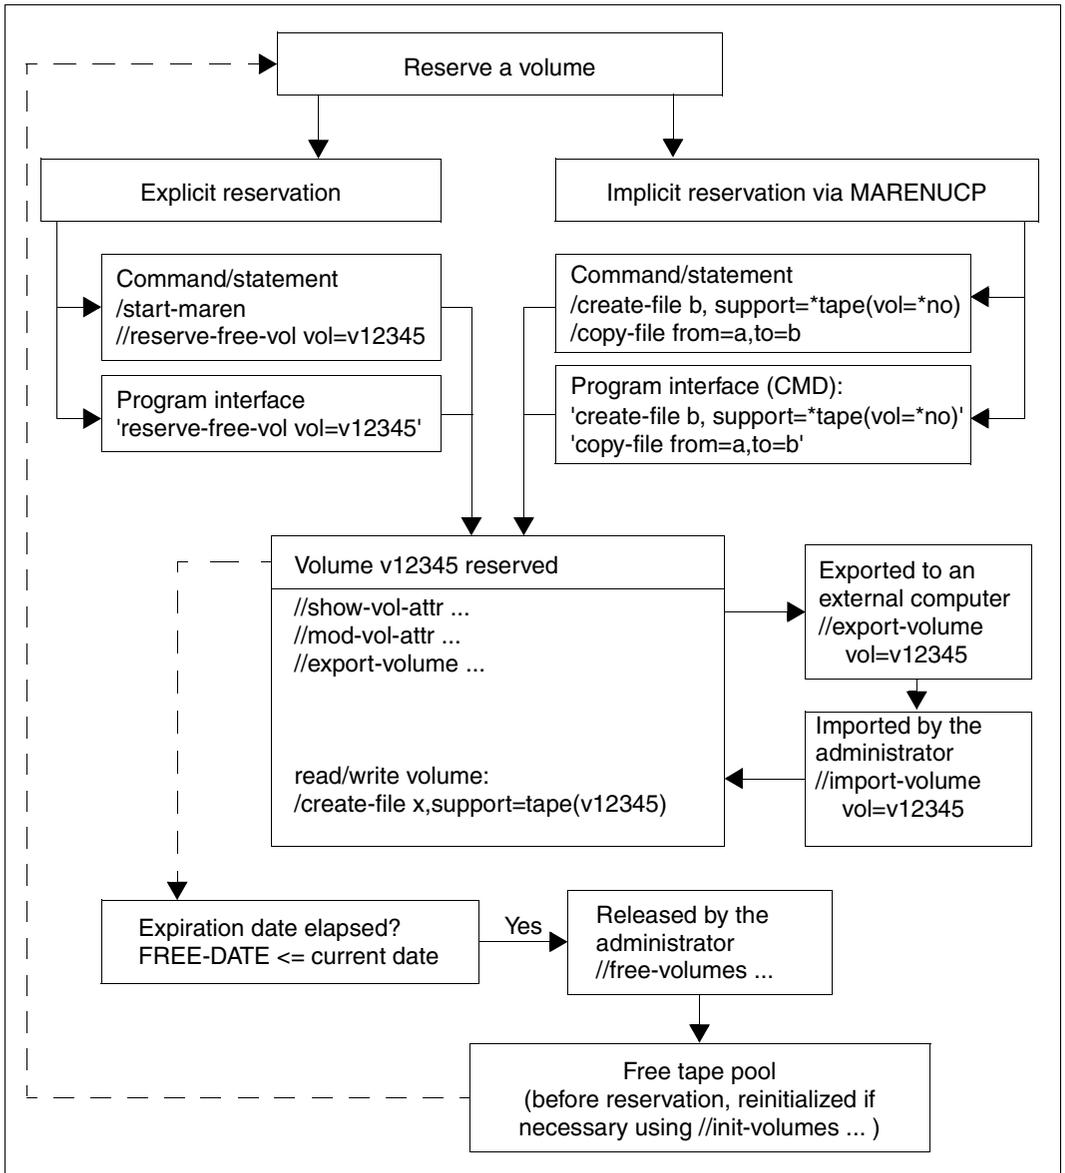 Reserve a volume
Explicit reservation
Implicit reservation via MARENUCP
Command/statement
/start-maren
//reserve-free-vol vol=v12345
Program interface
'reserve-free-vol vol=v12345'
Command/statement
/create-file b, support=*tape(vol=*no)
/copy-file from=a,to=b
Program interface (CMD):
'create-file b, support=*tape(vol=*no)'
'copy-file from=a,to=b'
Volume v12345 reserved
//show-vol-attr ...
//mod-vol-attr ...
//export-volume ...
read/write volume:
/create-file x,support=tape(v12345)
Exported to an
external computer
//export-volume
vol=v12345
Imported by the
administrator
//import-volume
vol=v12345
Expiration date elapsed?
FREE-DATE <= current date
Yes
Released by the
administrator
//free-volumes ...
Free tape pool
(before reservation, reinitialized if
necessary using //init-volumes ... )